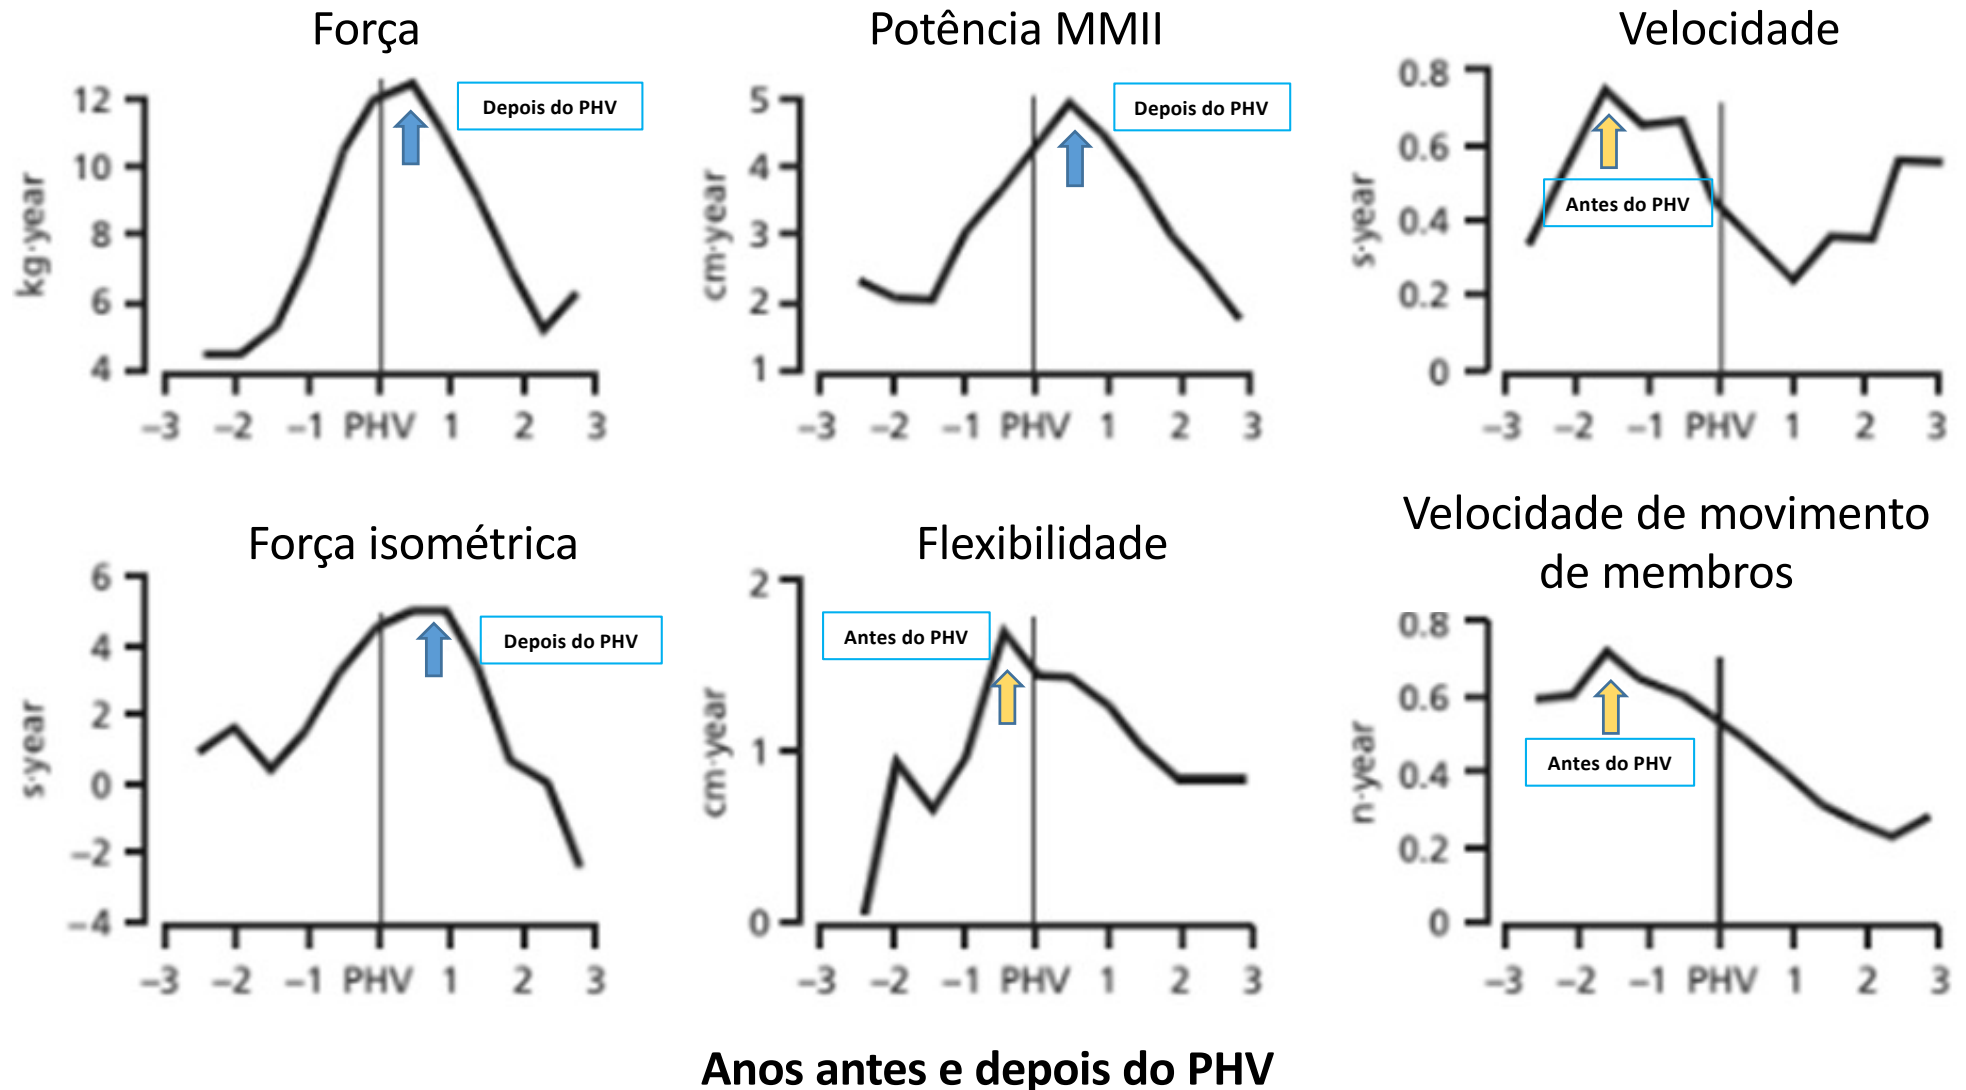 Força
12
10
8
6
4
kg·year
–3 –2 –1 PHV 1 2 3
Depois do PHV
Potência MMII
5
4
3
2
1
cm·year
–3 –2 –1 PHV 1 2 3
Depois do PHV
Velocidade
0.8
0.6
0.4
0.2
0
s·year
–3 –2 –1 PHV 1 2 3
Antes do PHV
Força isométrica
6
4
2
0
–2
–4
s·year
–3 –2 –1 PHV 1 2 3
Depois do PHV
Flexibilidade
2
1
0
cm·year
–3 –2 –1 PHV 1 2 3
Antes do PHV
Velocidade de movimento
de membros
0.8
0.6
0.4
0.2
0
n·year
–3 –2 –1 PHV 1 2 3
Antes do PHV
Anos antes e depois do PHV